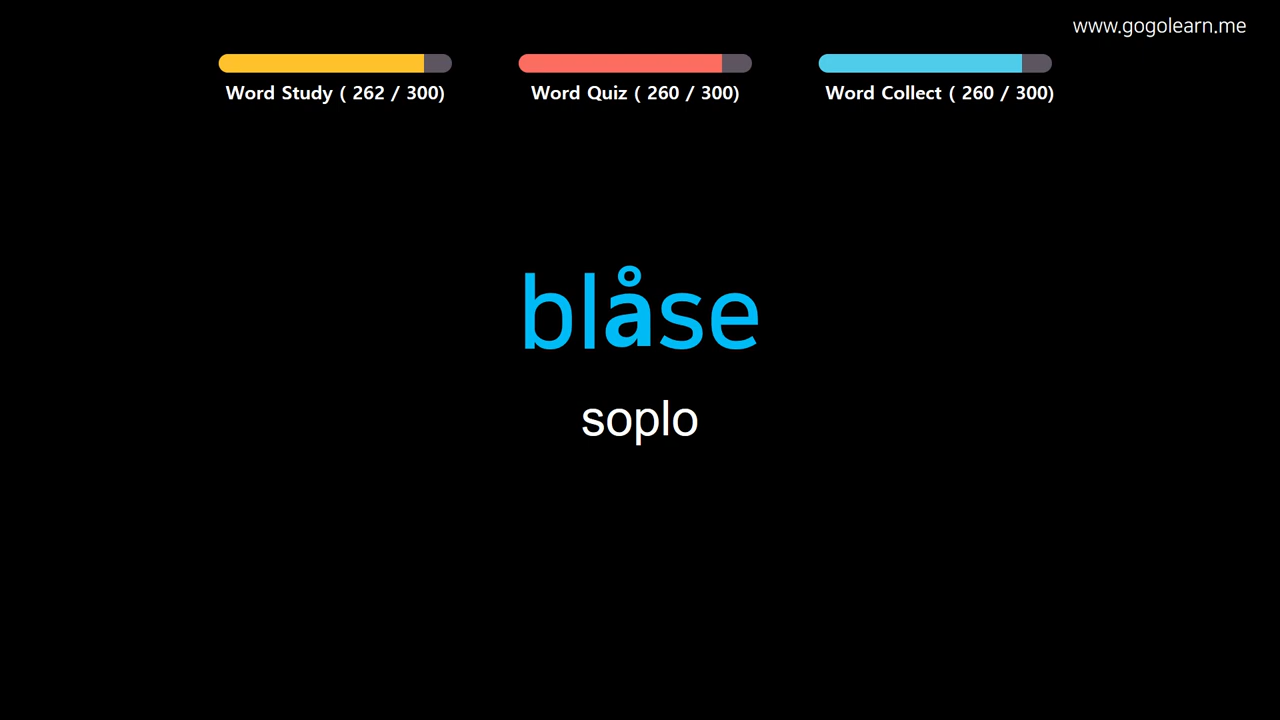 www.gogolearn.me
Word Study ( 262 / 300)
Word Quiz ( 260 / 300)
Word Collect ( 260 / 300)
blåse
soplo